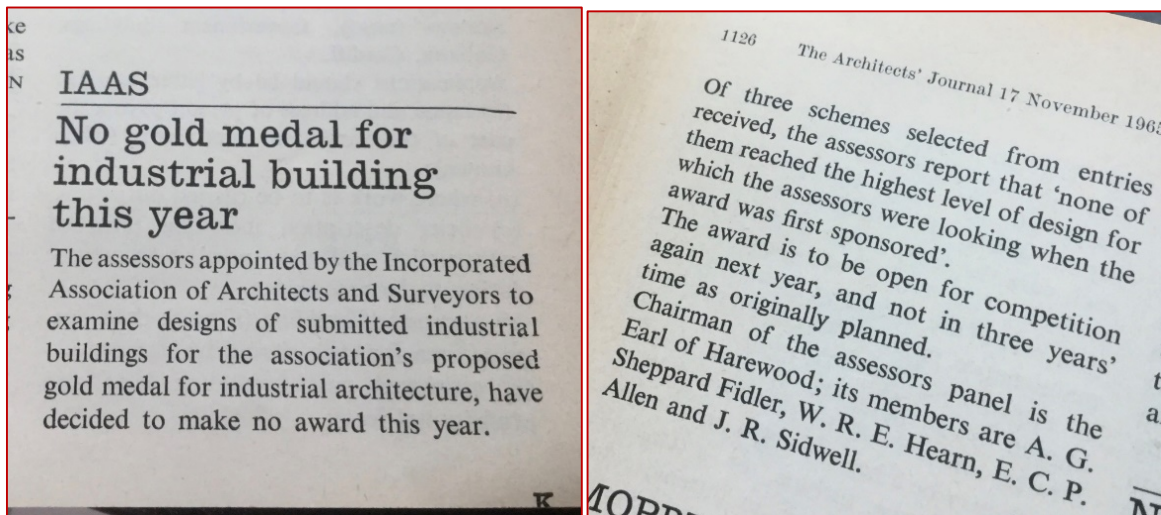 ke
as
N
IAAS
No gold medal for
industrial building
this year
The assessors appointed by the Incorporated
Association of Architects and Surveyors to
examine designs of submitted industrial
buildings for the association's proposed
gold medal for industrial architecture, have
decided to make no award this year.
K
1126 The Architects' Journal 17 November 1965
Of three schemes selected from entries
received, the assessors report that 'none of
them reached the highest level of design for
which the assessors were looking when the
award was first sponsored'.
The award is to be open for competition
again next year, and not in three years'
time as originally planned.
Chairman of the assessors panel is the
Earl of Harewood; its members are A. G.
Sheppard Fidler, W. R. E. Hearn, E. C. P.
Allen and J. R. Sidwell.